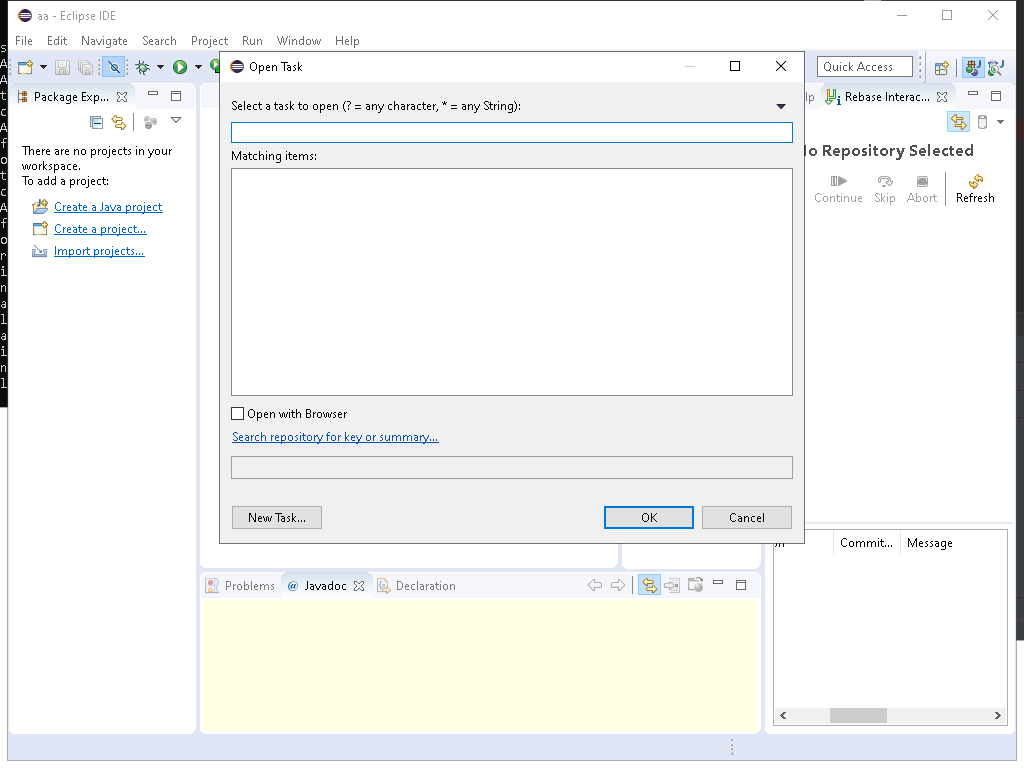 aa - Eclipse IDE
File Edit Navigate Search Project Run Window Help
Quick Access
Package Exp...
There are no projects in your
workspace.
To add a project:
Create a Java project
Create a project...
Import projects...
Open Task
Select a task to open (? = any character, * = any String):
Matching items:
Open with Browser
Search repository for key or summary...
New Task...
OK
Cancel
Rebase Interac...
o Repository Selected
Continue Skip Abort Refresh
Commit... Message
Problems @ Javadoc Declaration